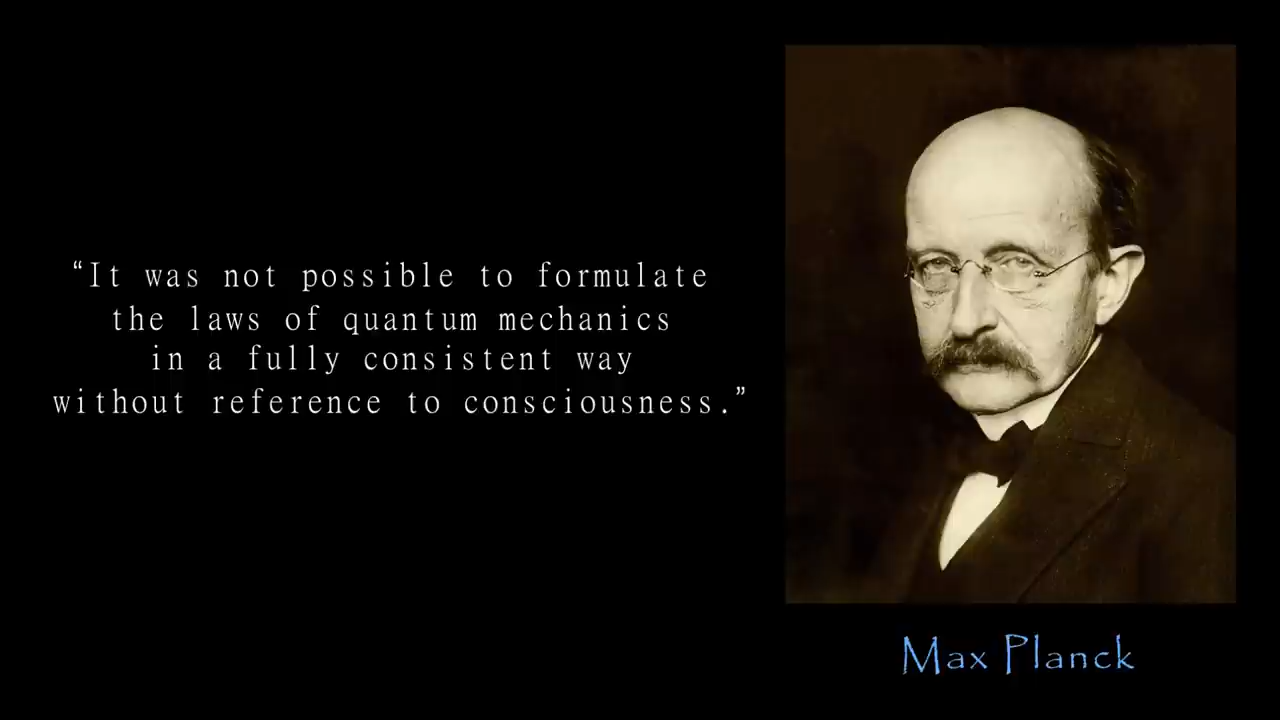 “It was not possible to formulate
the laws of quantum mechanics
in a fully consistent way
without reference to consciousness.”
Max Planck